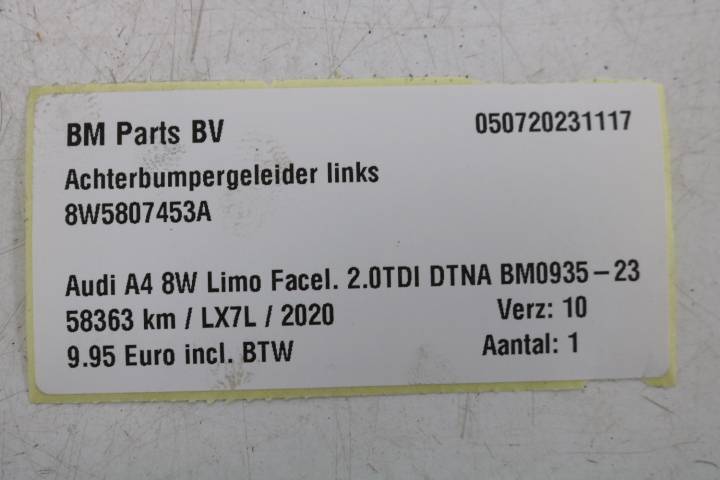 BM Parts BV 050720231117
Achterbumpergeleider links
8W5807453A
Audi A4 8W Limo Facel. 2.0TDI DTNA BM0935-23
58363 km / LX7L / 2020 Verz: 10
9.95 Euro incl. BTW Aantal: 1